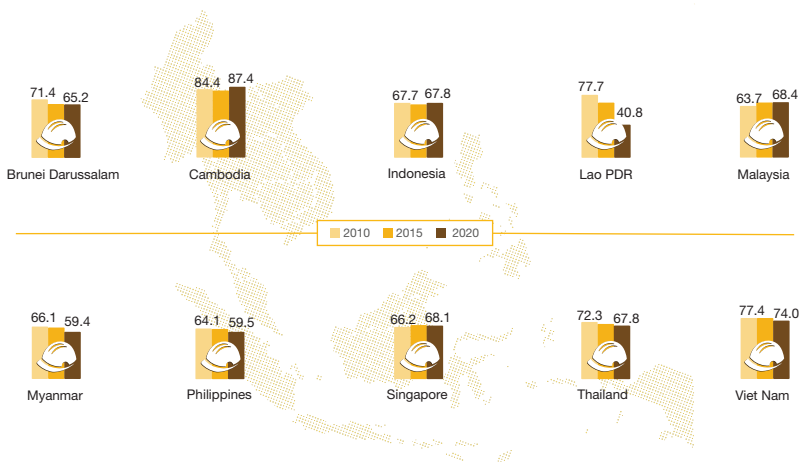 71.4 65.2
Brunei Darussalam
84.4 87.4
Cambodia
67.7 67.8
Indonesia
77.7 40.8
Lao PDR
63.7 68.4
Malaysia
2010 2015 2020
66.1 59.4
Myanmar
64.1 59.5
Philippines
66.2 68.1
Singapore
72.3 67.8
Thailand
77.4 74.0
Viet Nam